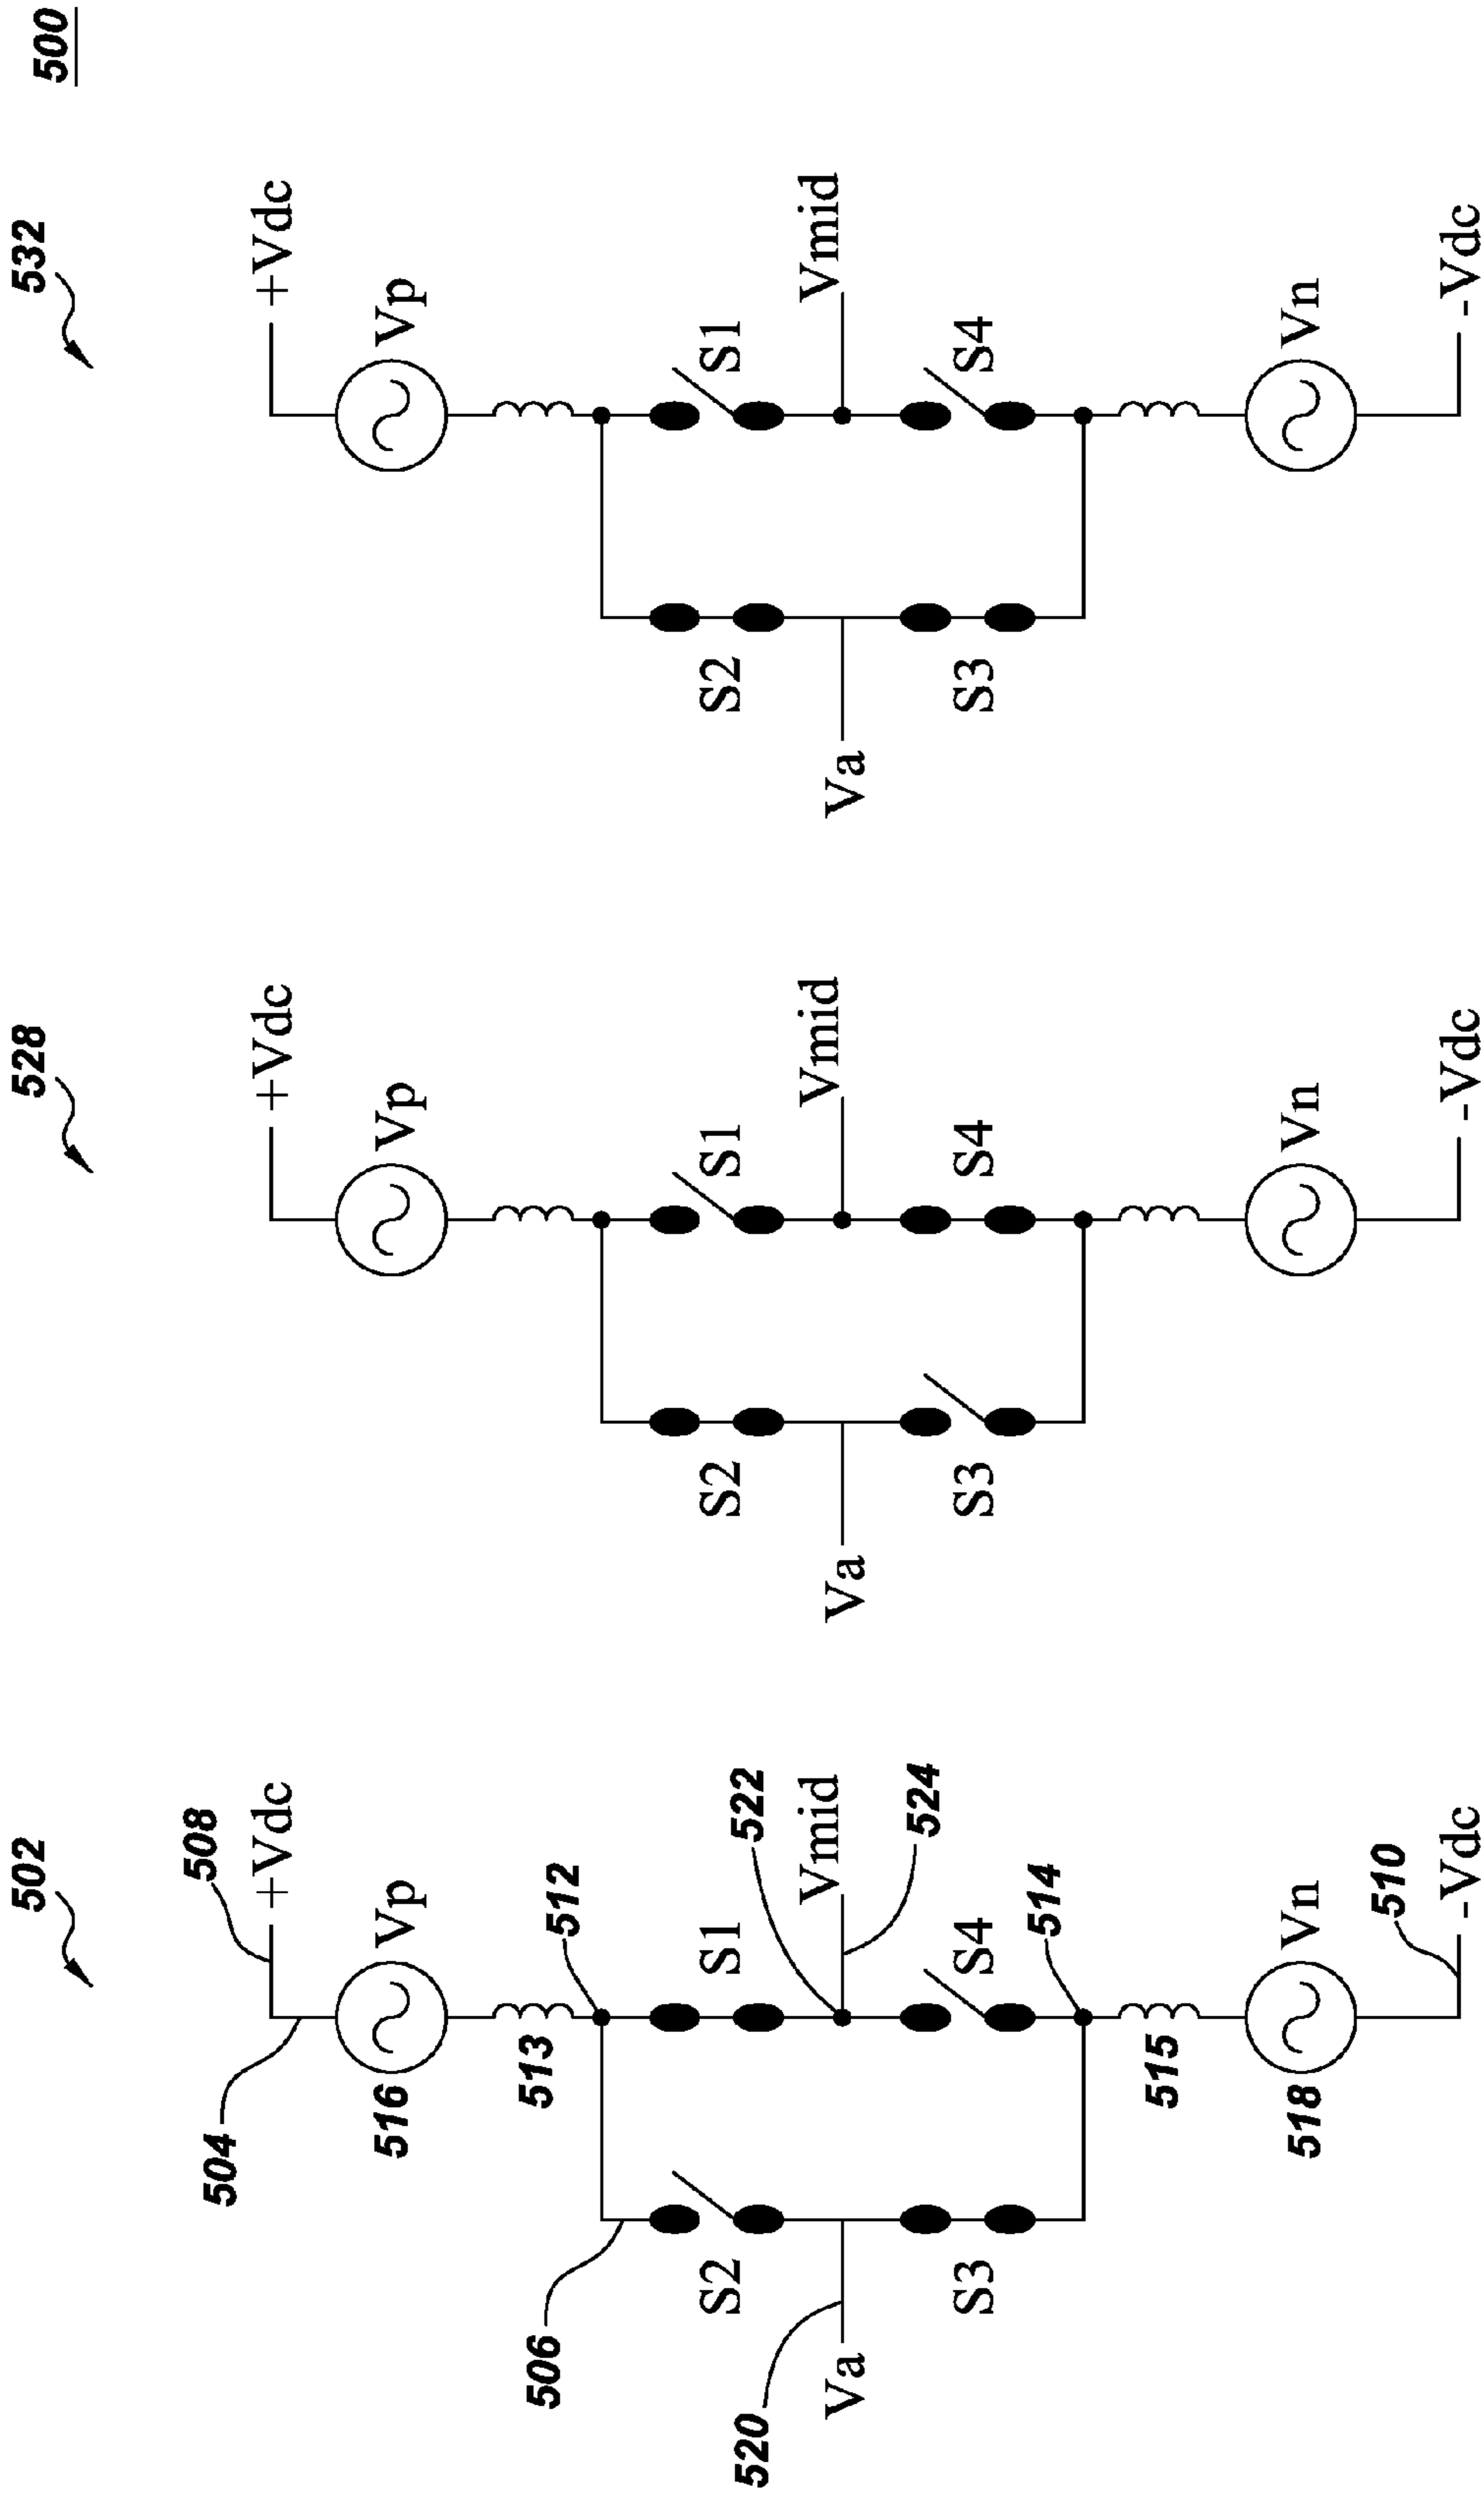 500
502
528
532
508
+Vdc
504
Vp
516
513
512
S1
522
506
S2
Vmid
524
520
Va
S3
S4
514
515
Vn
518
510
-Vdc
+Vdc
Vp
S1
S2
Vmid
Va
S3
S4
Vn
-Vdc
+Vdc
Vp
S1
S2
Vmid
Va
S3
S4
Vn
-Vdc